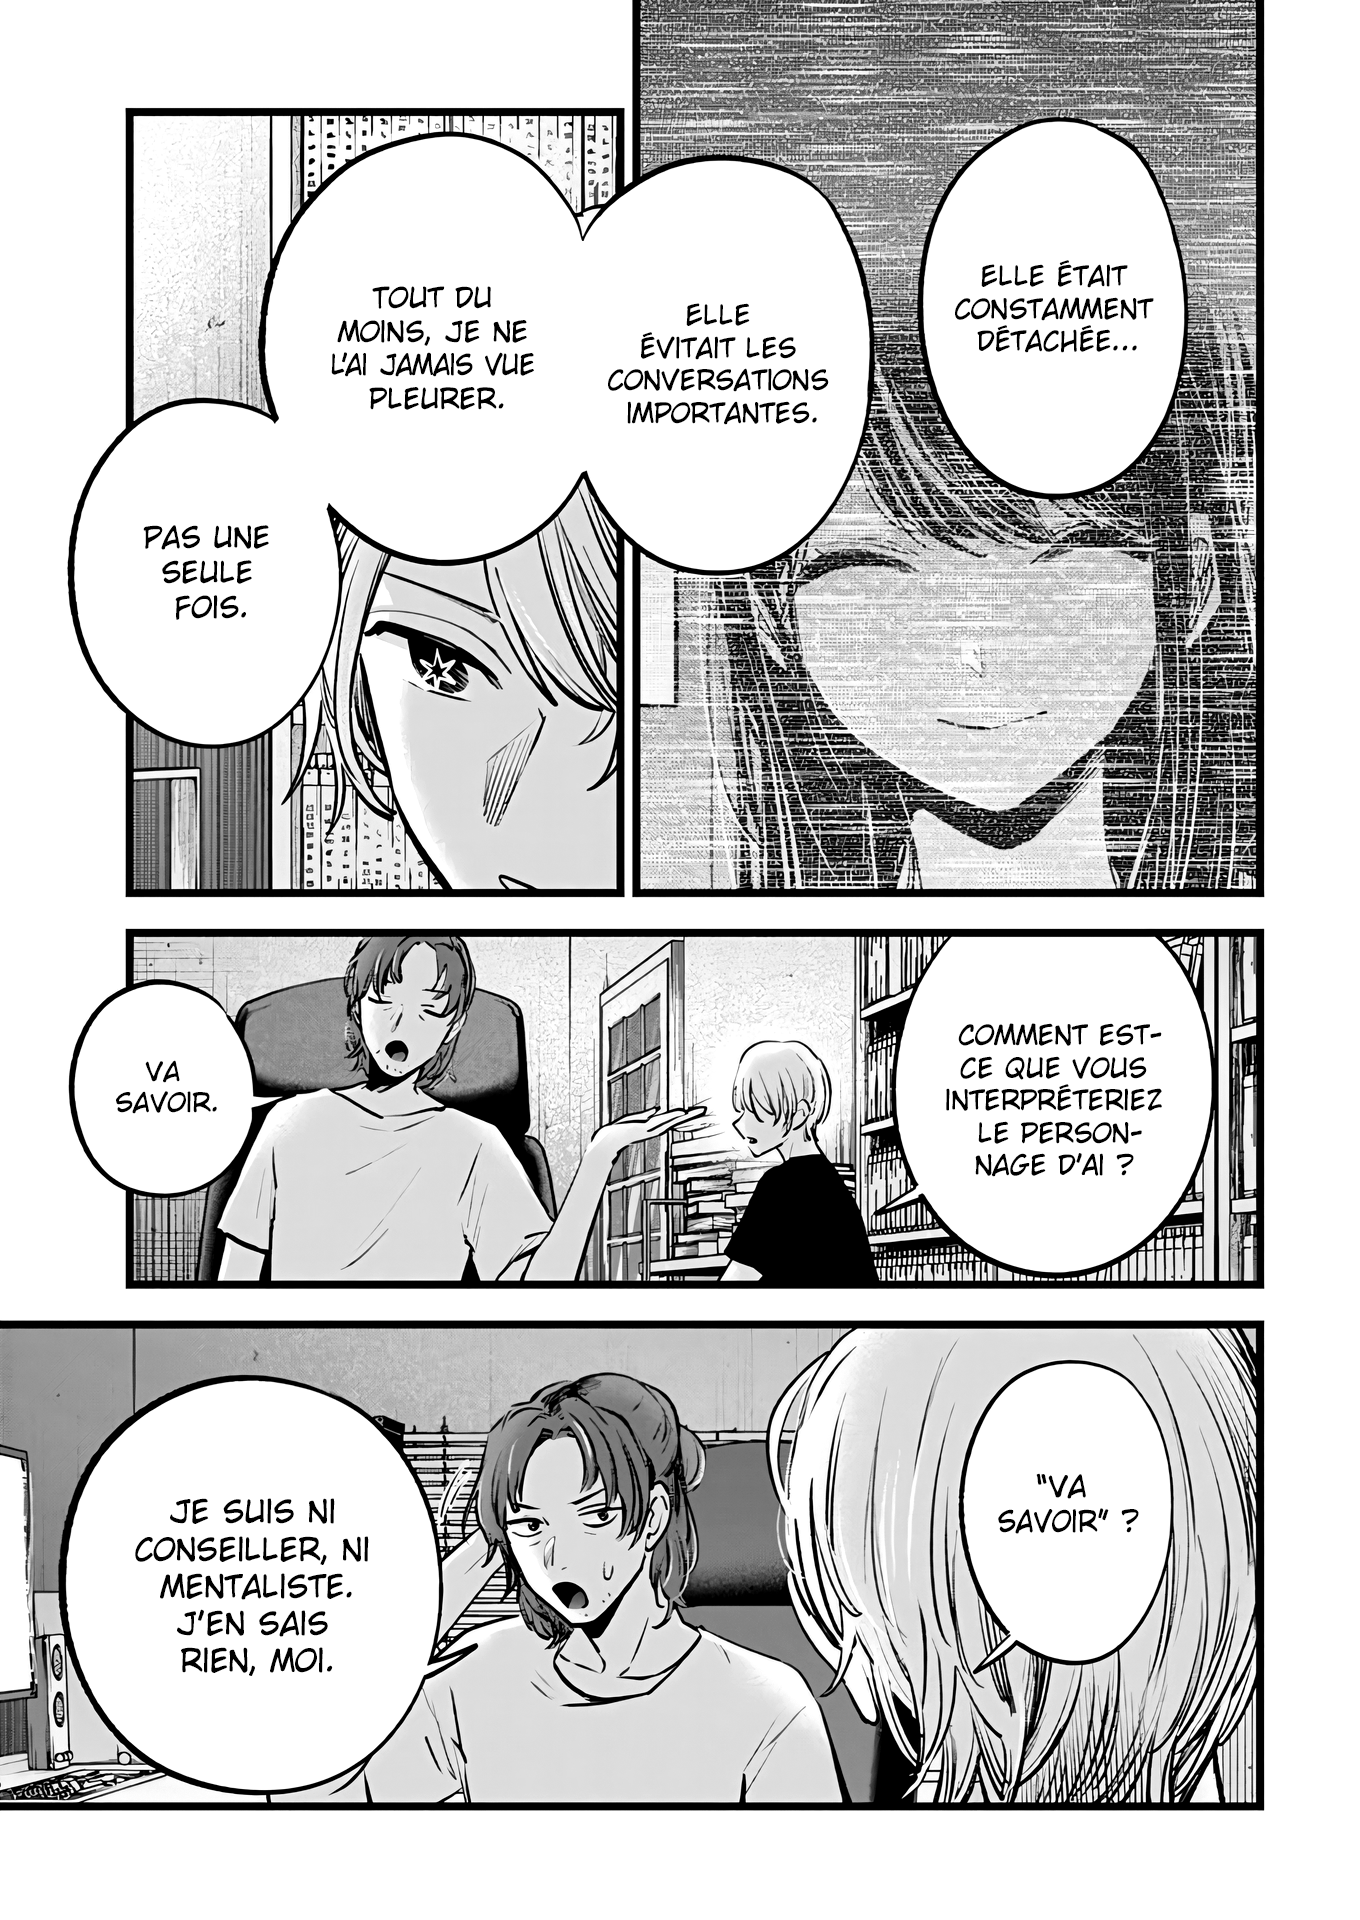 ELLE ÉTAIT
CONSTAMMENT
DÉTACHÉE...
ELLE
ÉVITAIT LES
CONVERSATIONS
IMPORTANTES.
TOUT DU
MOINS, JE NE
L'AI JAMAIS VUE
PLEURER.
PAS UNE
SEULE
FOIS.
COMMENT EST-
CE QUE VOUS
INTERPRÉTERIEZ
LE PERSON-
NAGE D'AI ?
VA
SAVOIR.
"VA
SAVOIR" ?
JE SUIS NI
CONSEILLER, NI
MENTALISTE.
J'EN SAIS
RIEN, MOI.